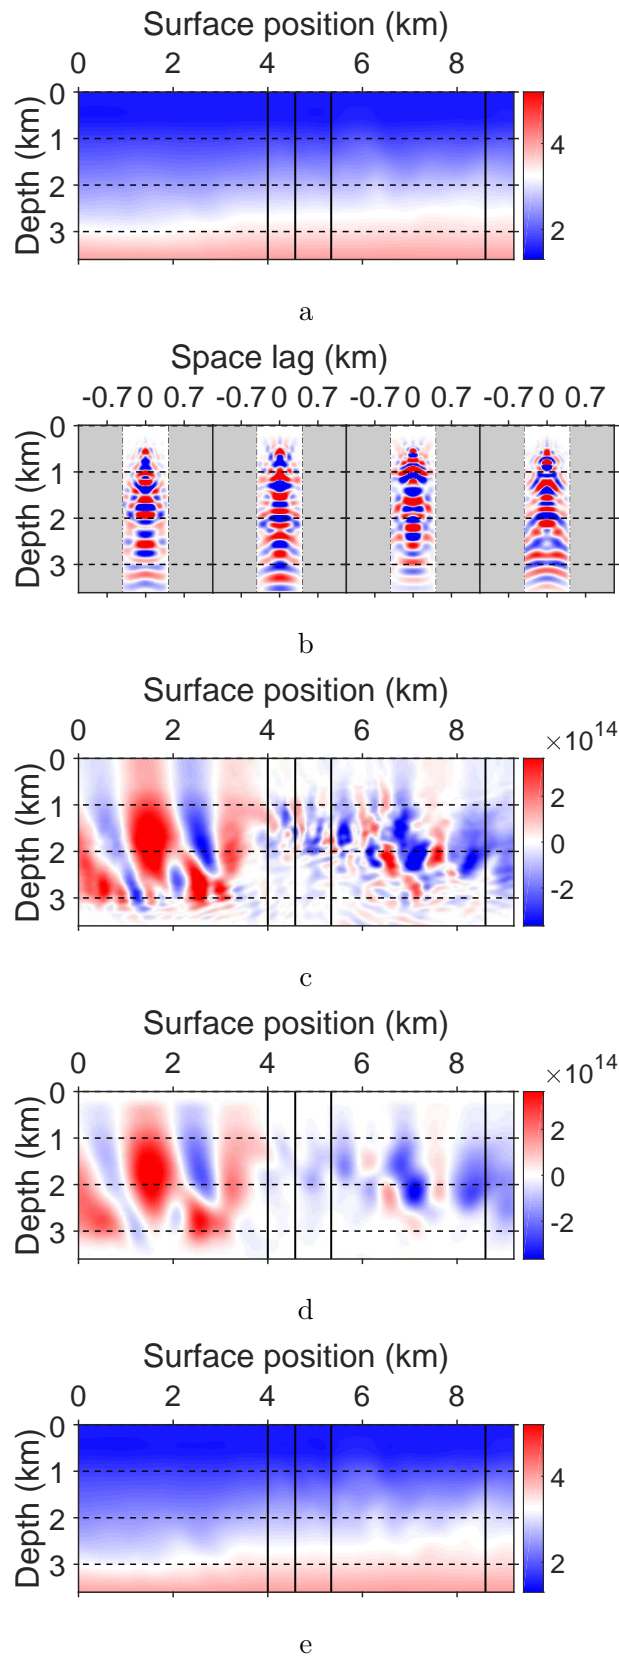 Surface position (km)
0 2 4 6 8
0
1
2
3
Depth (km)
4
2
a
Space lag (km)
-0.7 0 0.7 -0.7 0 0.7 -0.7 0 0.7 -0.7 0 0.7
0
1
2
3
Depth (km)
b
Surface position (km)
0 2 4 6 8
×10¹⁴
0
1
2
3
Depth (km)
2
0
-2
c
Surface position (km)
0 2 4 6 8
×10¹⁴
0
1
2
3
Depth (km)
2
0
-2
d
Surface position (km)
0 2 4 6 8
0
1
2
3
Depth (km)
4
2
e